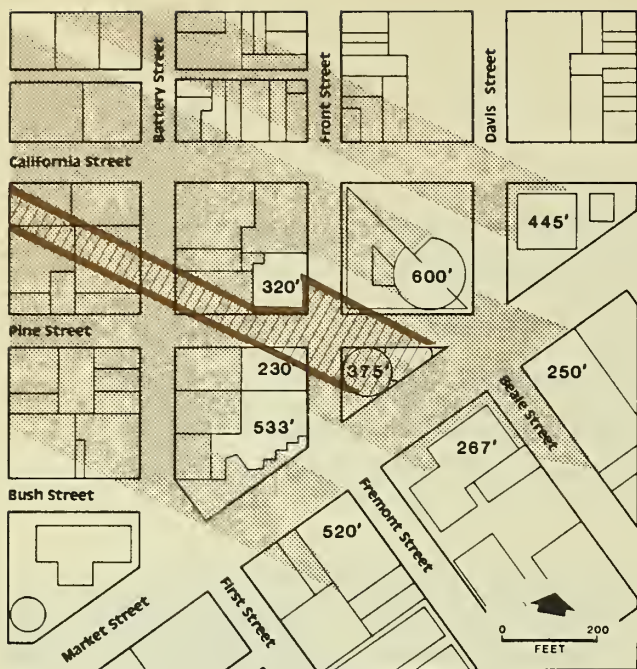 Battery Street
Front Street
Davis Street
California Street
445'
600'
320'
Pine Street
230'
375'
250'
Beale Street
533'
267'
Bush Street
520'
Fremont Street
First Street
Market Street
0 200
FEET